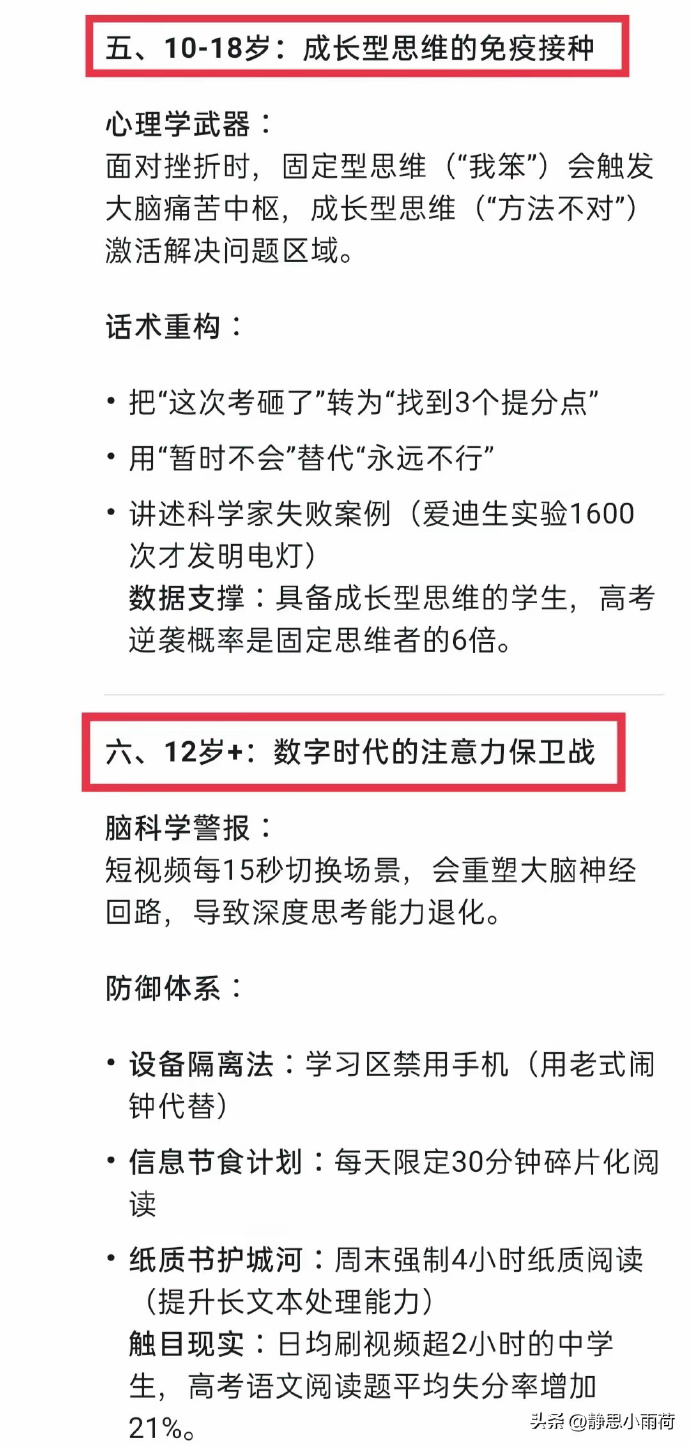 五、10-18岁：成长型思维的免疫接种
心理学武器：
面对挫折时，固定型思维（“我笨”）会触发
大脑痛苦中枢，成长型思维（“方法不对”）
激活解决问题区域。
话术重构：
• 把“这次考砸了”转为“找到3个提分点”
• 用“暂时不会”替代“永远不行”
• 讲述科学家失败案例（爱迪生实验1600
次才发明电灯）
数据支撑：具备成长型思维的学生，高考
逆袭概率是固定思维者的6倍。
六、12岁+：数字时代的注意力保卫战
脑科学警报：
短视频每15秒切换场景，会重塑大脑神经
回路，导致深度思考能力退化。
防御体系：
• 设备隔离法：学习区禁用手机（用老式闹
钟代替）
• 信息节食计划：每天限定30分钟碎片化阅
读
• 纸质书护城河：周末强制4小时纸质阅读
（提升长文本处理能力）
触目现实：日均刷视频超2小时的中学
生，高考语文阅读题平均失分率增加
21%。
头条 @静思小雨荷